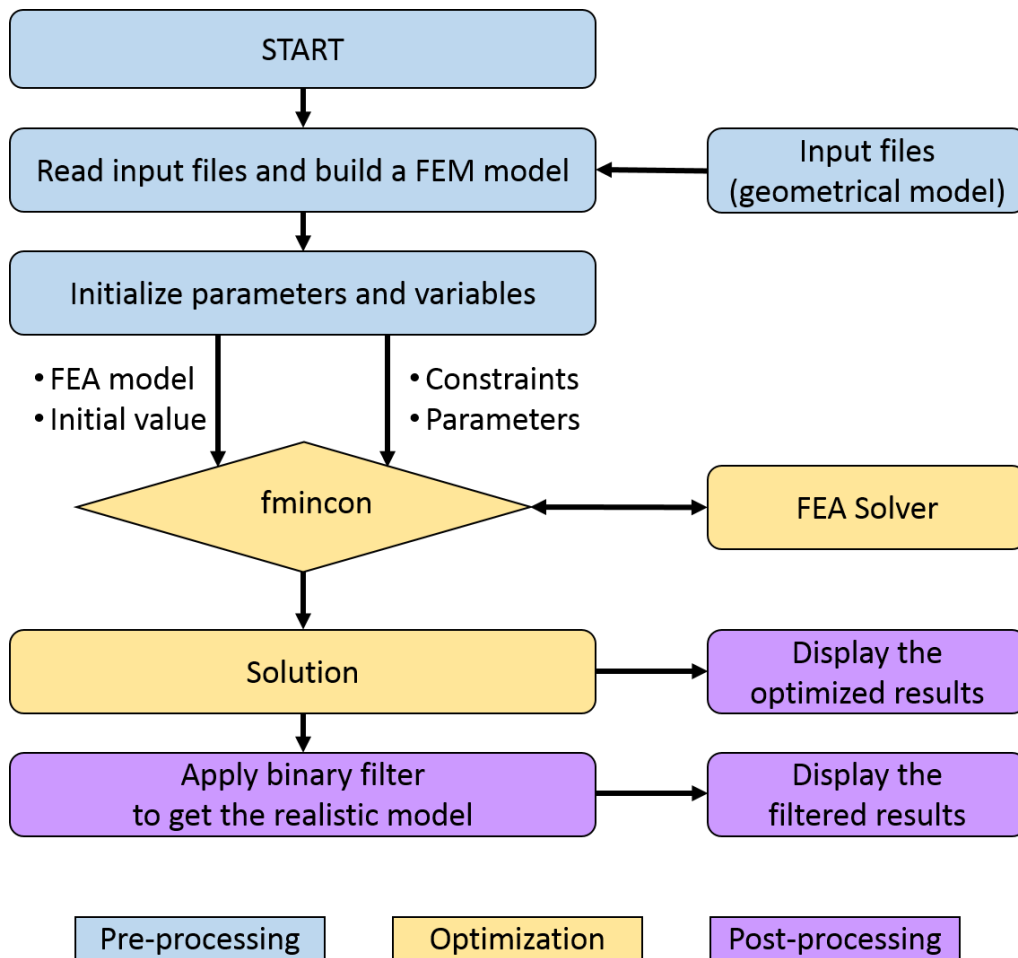 START
Read input files and build a FEM model
Input files
(geometrical model)
Initialize parameters and variables
• FEA model
• Initial value
• Constraints
• Parameters
fmincon
FEA Solver
Solution
Display the
optimized results
Apply binary filter
to get the realistic model
Display the
filtered results
Pre-processing
Optimization
Post-processing